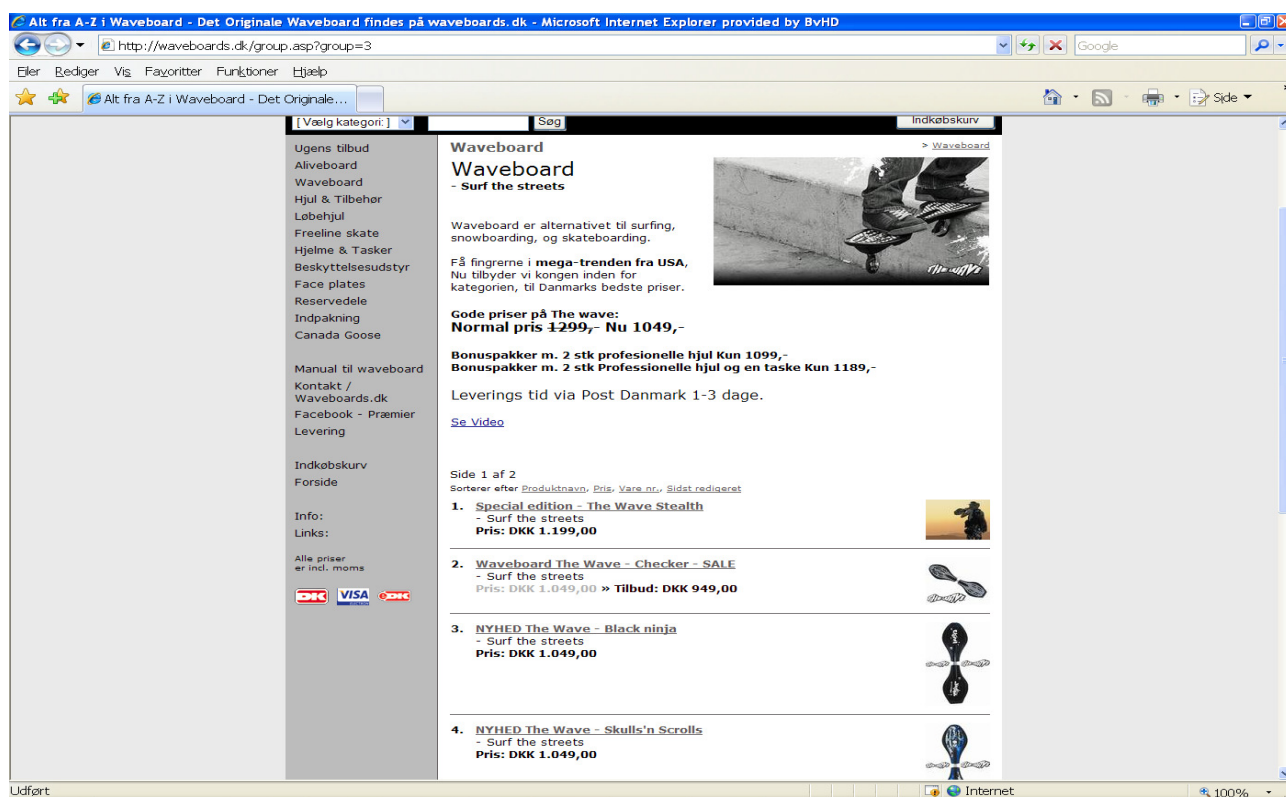 Alt fra A-Z i Waveboard - Det Originale Waveboard findes på waveboards.dk - Microsoft Internet Explorer provided by BvHD
http://waveboards.dk/group.asp?group=3
Google
Filer Rediger Vis Favoritter Funktioner Hjælp
Alt fra A-Z i Waveboard - Det Originale...
Side
[ Vælg kategori: ]
Søg
Indkøbskurv
Ugens tilbud
Aliveboard
Waveboard
Hjul & Tilbehør
Løbehjul
Freeline skate
Hjelme & Tasker
Beskyttelsesudstyr
Face plates
Reservedele
Indpakning
Canada Goose
Manual til waveboard
Kontakt /
Waveboards.dk
Facebook - Præmier
Levering
Indkøbskurv
Forside
Info:
Links:
Alle priser
er incl. moms
VISA
Waveboard
> Waveboard
Waveboard
- Surf the streets
THE WAVE
Waveboard er alternativet til surfing,
snowboarding, og skateboarding.
Få fingrerne i mega-trenden fra USA,
Nu tilbyder vi kongen inden for
kategorien, til Danmarks bedste priser.
Gode priser på The wave:
Normal pris 1299,- Nu 1049,-
Bonuspakker m. 2 stk profesionelle hjul Kun 1099,-
Bonuspakker m. 2 stk Professionelle hjul og en taske Kun 1189,-
Leverings tid via Post Danmark 1-3 dage.
Se Video
Side 1 af 2
Sorterer efter Produktnavn, Pris, Vare nr., Sidst redigeret
1. Special edition - The Wave Stealth
- Surf the streets
Pris: DKK 1.199,00
2. Waveboard The Wave - Checker - SALE
- Surf the streets
Pris: DKK 1.049,00 » Tilbud: DKK 949,00
3. NYHED The Wave - Black ninja
- Surf the streets
Pris: DKK 1.049,00
4. NYHED The Wave - Skulls'n Scrolls
- Surf the streets
Pris: DKK 1.049,00
Udført
Internet
100%